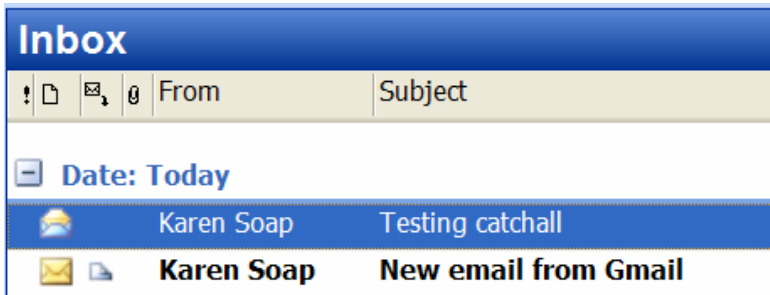 Inbox
! From Subject
Date: Today
Karen Soap Testing catchall
Karen Soap New email from Gmail